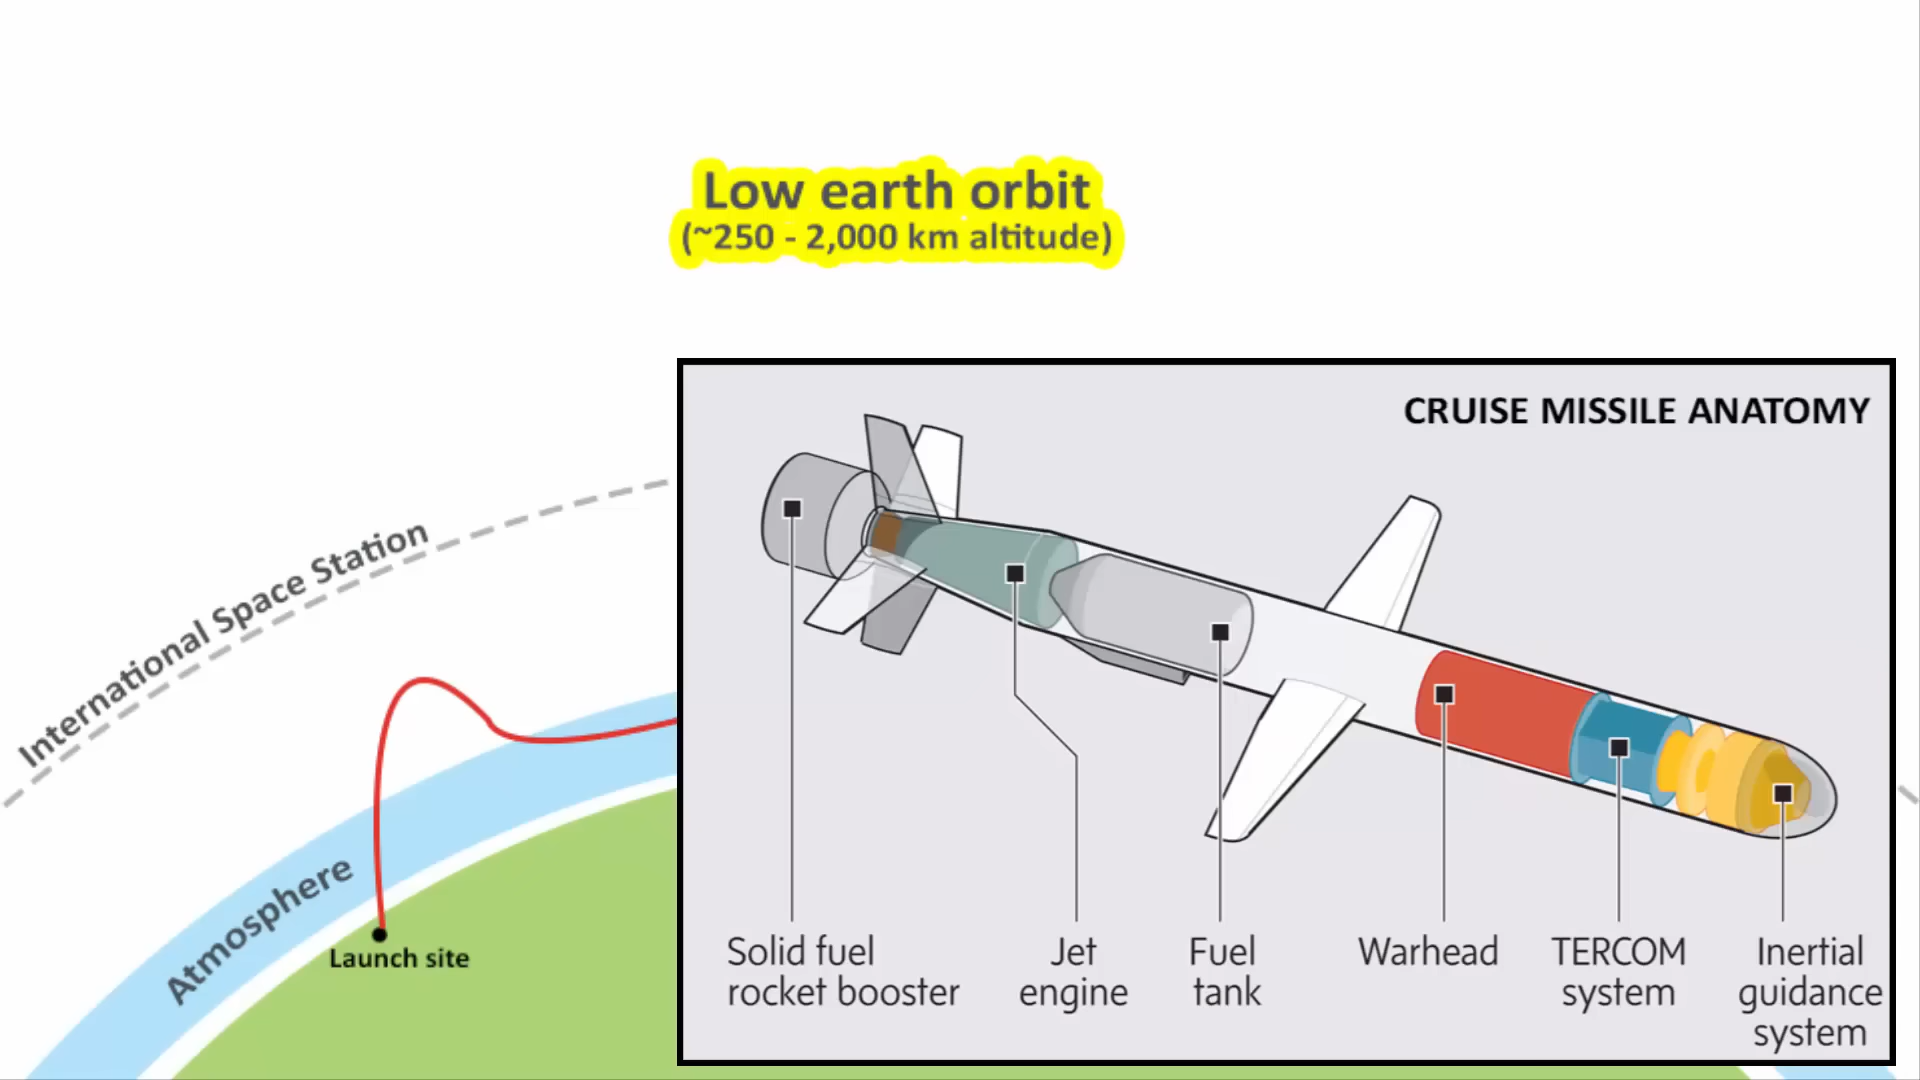 Low earth orbit
(~250 - 2,000 km altitude)
CRUISE MISSILE ANATOMY
International Space Station
Atmosphere
Launch site
Solid fuel
rocket booster
Jet
engine
Fuel
tank
Warhead
TERCOM
system
Inertial
guidance
system